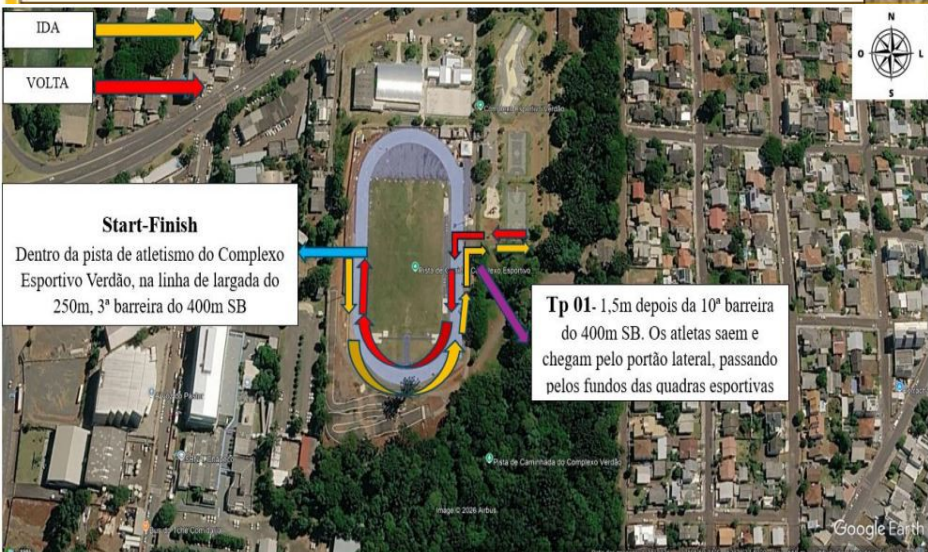 IDA
VOLTA
N
O
L
S
Start-Finish
Dentro da pista de atletismo do Complexo
Esportivo Verdão, na linha de largada do
250m, 3ª barreira do 400m SB
Tp 01- 1,5m depois da 10ª barreira
do 400m SB. Os atletas saem e
chegam pelo portão lateral, passando
pelos fundos das quadras esportivas
Pista de Caminhada do Complexo Verdão
Image © 2026 Airbus
Google Earth